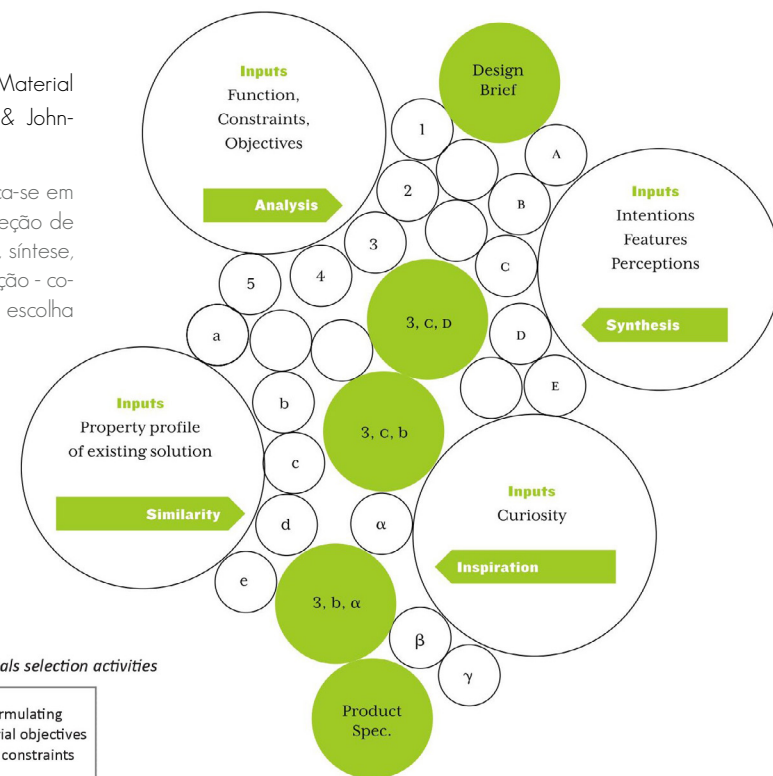 Material
& John-
a-se em
eção de
síntese,
ção - co-
escolha
Inputs
Function,
Constraints,
Objectives
Analysis
Design
Brief
1
A
2
B
3
C
4
5
Inputs
Intentions
Features
Perceptions
Synthesis
3, C, D
D
E
a
b
3, C, b
c
d
e
α
Inputs
Property profile
of existing solution
Similarity
Inputs
Curiosity
Inspiration
3, b, α
β
γ
Product
Spec.
als selection activities
rmulating
rial objectives
constraints